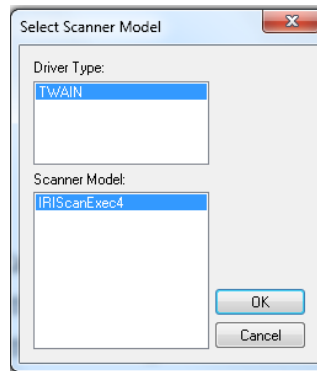 Select Scanner Model
Driver Type:
TWAIN
Scanner Model:
IRIScanExec4
OK
Cancel